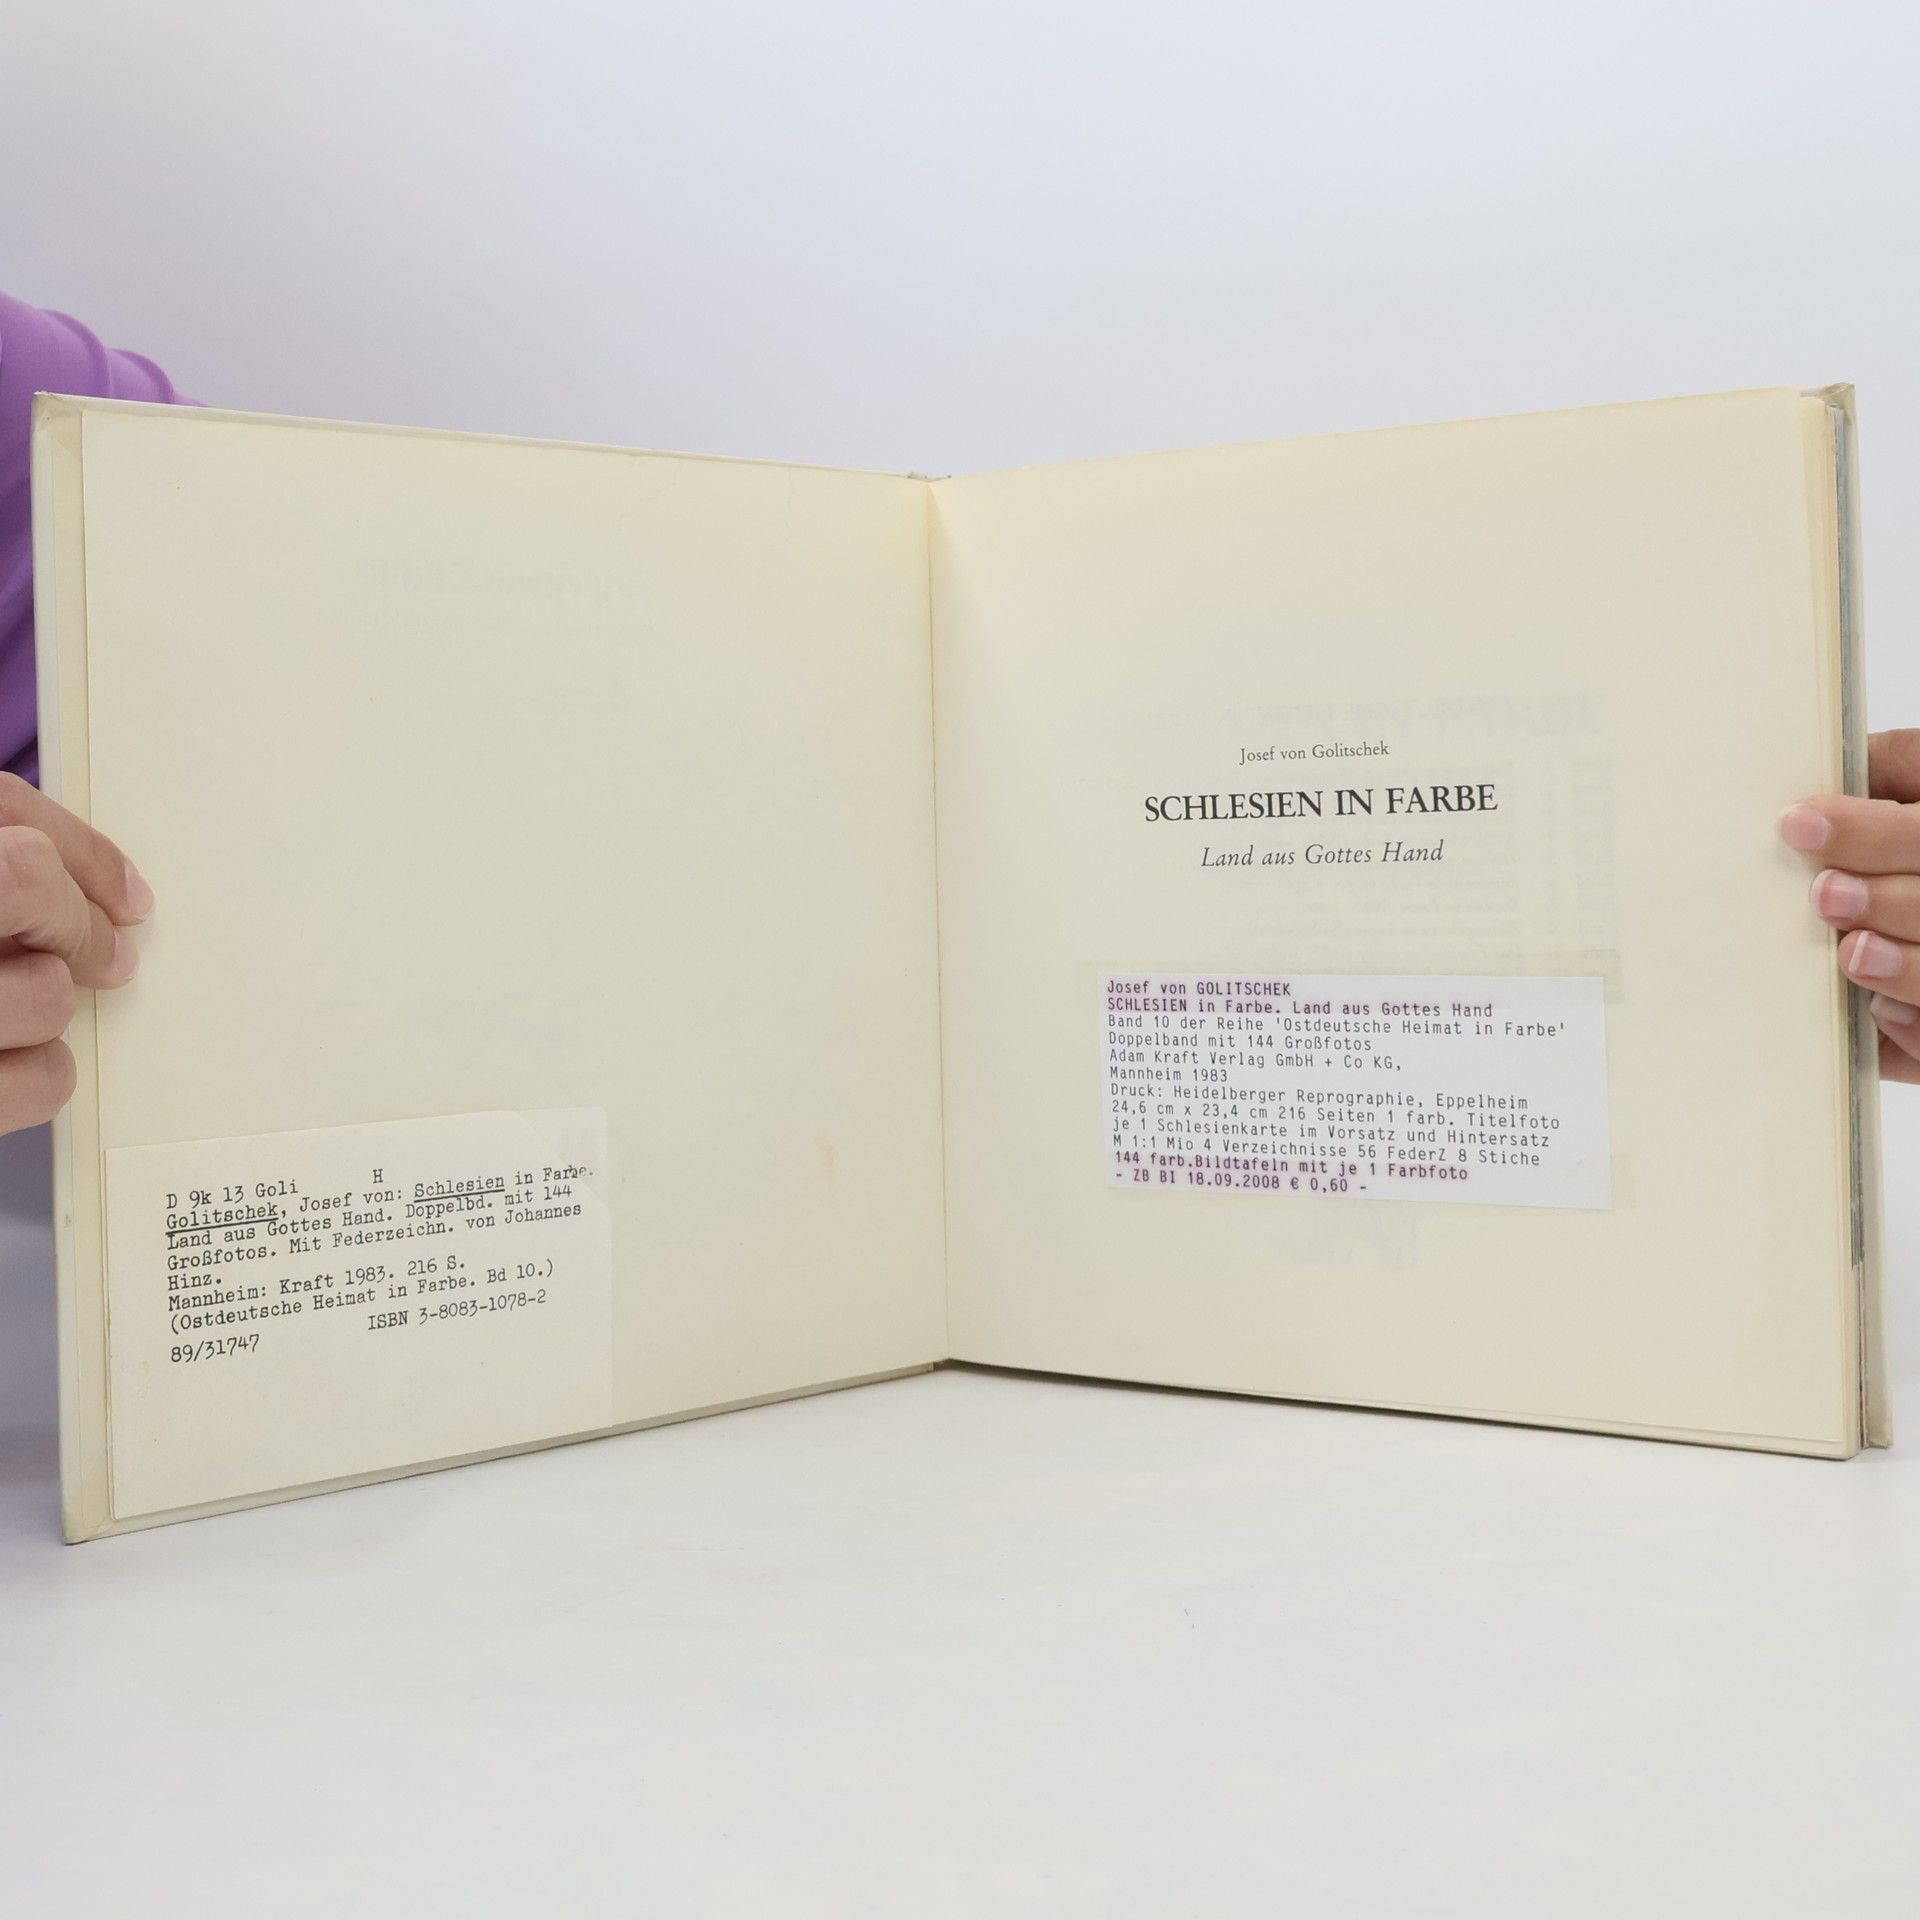 D 9k 13 Goli H
Golitschek, Josef von: Schlesien in Farbe.
Land aus Gottes Hand. Doppelbd. mit 144
Großfotos. Mit Federzeichn. von Johannes
Hinz.
Mannheim: Kraft 1983. 216 S.
(Ostdeutsche Heimat in Farbe. Bd 10.)
ISBN 3-8083-1078-2
89/31747
Josef von Golitschek
SCHLESIEN IN FARBE
Land aus Gottes Hand
Josef von GOLITSCHEK
SCHLESIEN in Farbe. Land aus Gottes Hand
Band 10 der Reihe 'Ostdeutsche Heimat in Farbe'
Doppelband mit 144 Großfotos
Adam Kraft Verlag GmbH + Co KG,
Mannheim 1983
Druck: Heidelberger Reprographie, Eppelheim
24,6 cm x 23,4 cm 216 Seiten 1 farb. Titelfoto
je 1 Schlesienkarte im Vorsatz und Hintersatz
M 1:1 Mio 4 Verzeichnisse 56 FederZ 8 Stiche
144 farb.Bildtafeln mit je 1 Farbfoto
- ZB BI 18.09.2008 € 0,60 -